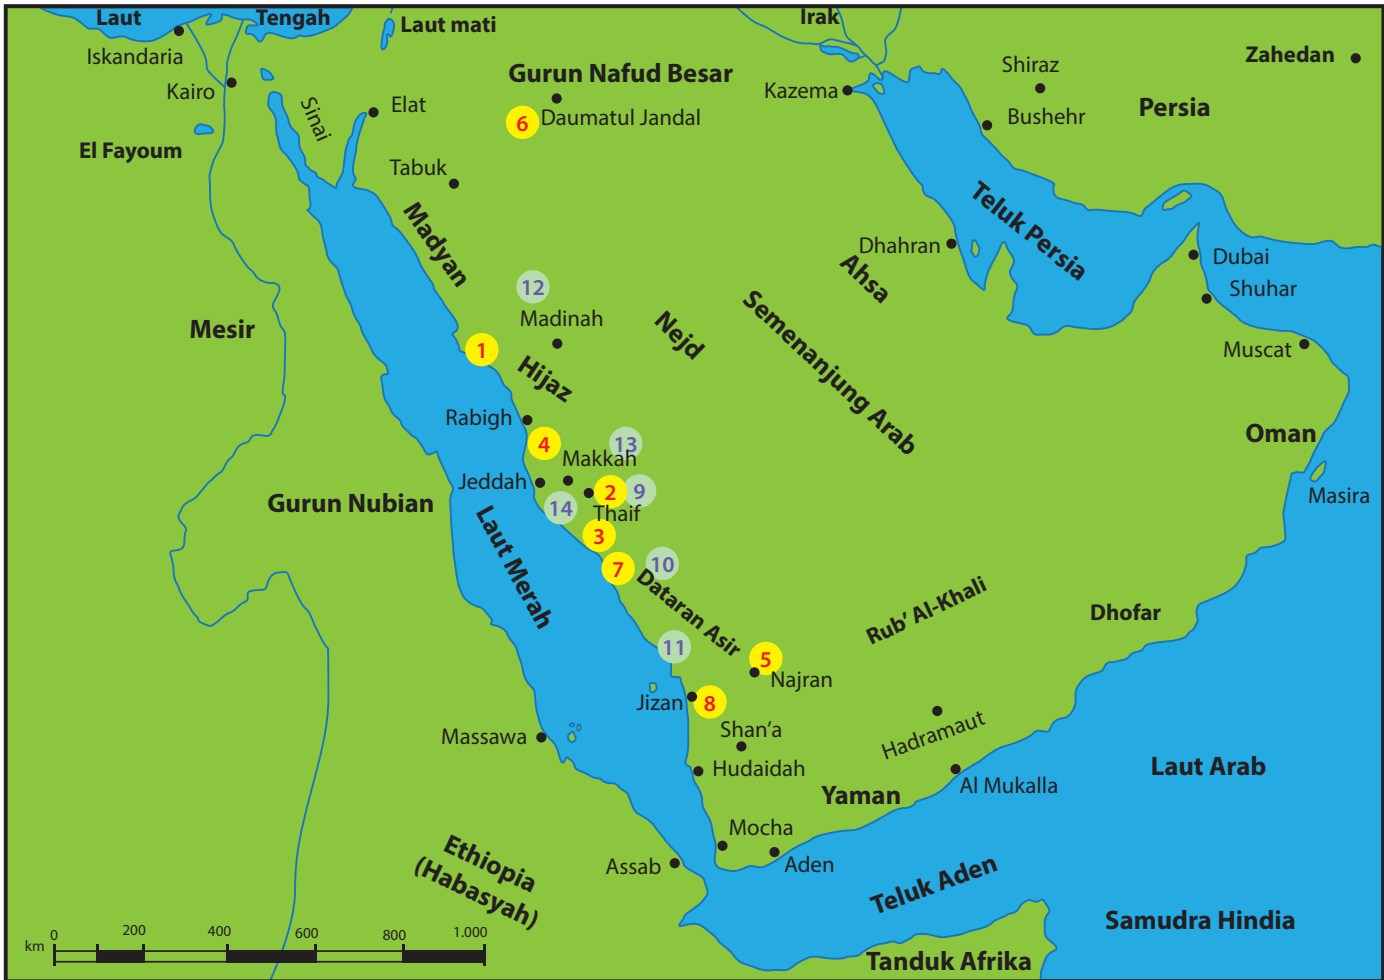 Laut
Tengah
Laut mati
Irak
Iskandaria
Zahedan
Shiraz
Gurun Nafud Besar
Kairo
Kazema
Elat
Sinai
6
Daumatul Jandal
Bushehr
Persia
El Fayoum
Tabuk
Madyan
Teluk Persia
Dhahran
Ahsa
Dubai
12
Shuhar
Madinah
Mesir
Nejd
Semenanjung Arab
1
Hijaz
Muscat
Rabigh
4
13
Makkah
Oman
Jeddah
2
9
Masira
Gurun Nubian
14
Thaif
3
Laut Merah
7
10
Dataran Asir
Rub' Al-Khali
Dhofar
11
5
Najran
Jizan
8
Shan'a
Hadramaut
Massawa
Hudaidah
Laut Arab
Al Mukalla
Yaman
Mocha
Ethiopia
(Habasyah)
Assab
Aden
Teluk Aden
Samudra Hindia
km
0
200
400
600
800
1.000
Tanduk Afrika